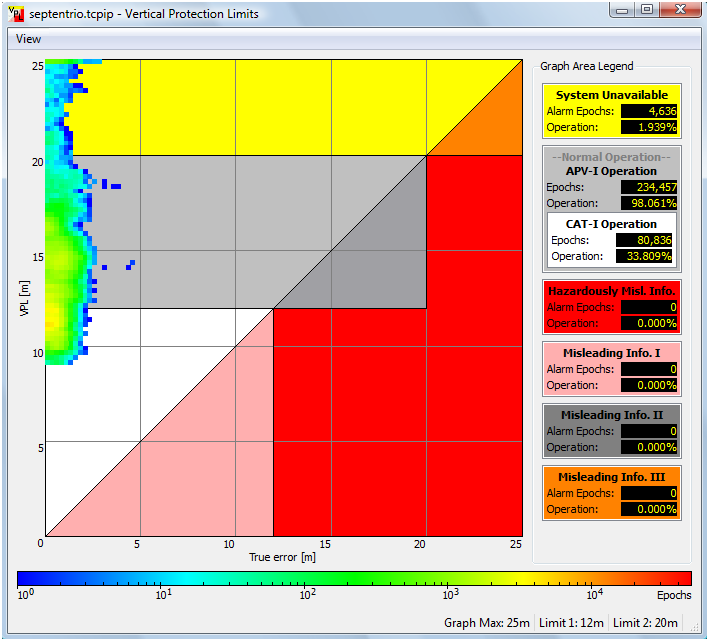 septentrio.tcpip - Vertical Protection Limits
View
25
20
15
10
5
0
VPL [m]
5
10
15
20
25
True error [m]
Graph Area Legend
System Unavailable
Alarm Epochs: 4,636
Operation: 1.939%
--Normal Operation--
APV-I Operation
Epochs: 234,457
Operation: 98.061%
CAT-I Operation
Epochs: 80,836
Operation: 33.809%
Hazardously Misl. Info.
Alarm Epochs: 0
Operation: 0.000%
Misleading Info. I
Alarm Epochs: 0
Operation: 0.000%
Misleading Info. II
Alarm Epochs: 0
Operation: 0.000%
Misleading Info. III
Alarm Epochs: 0
Operation: 0.000%
10^0 10^1 10^2 10^3 10^4 Epochs
Graph Max: 25m Limit 1: 12m Limit 2: 20m